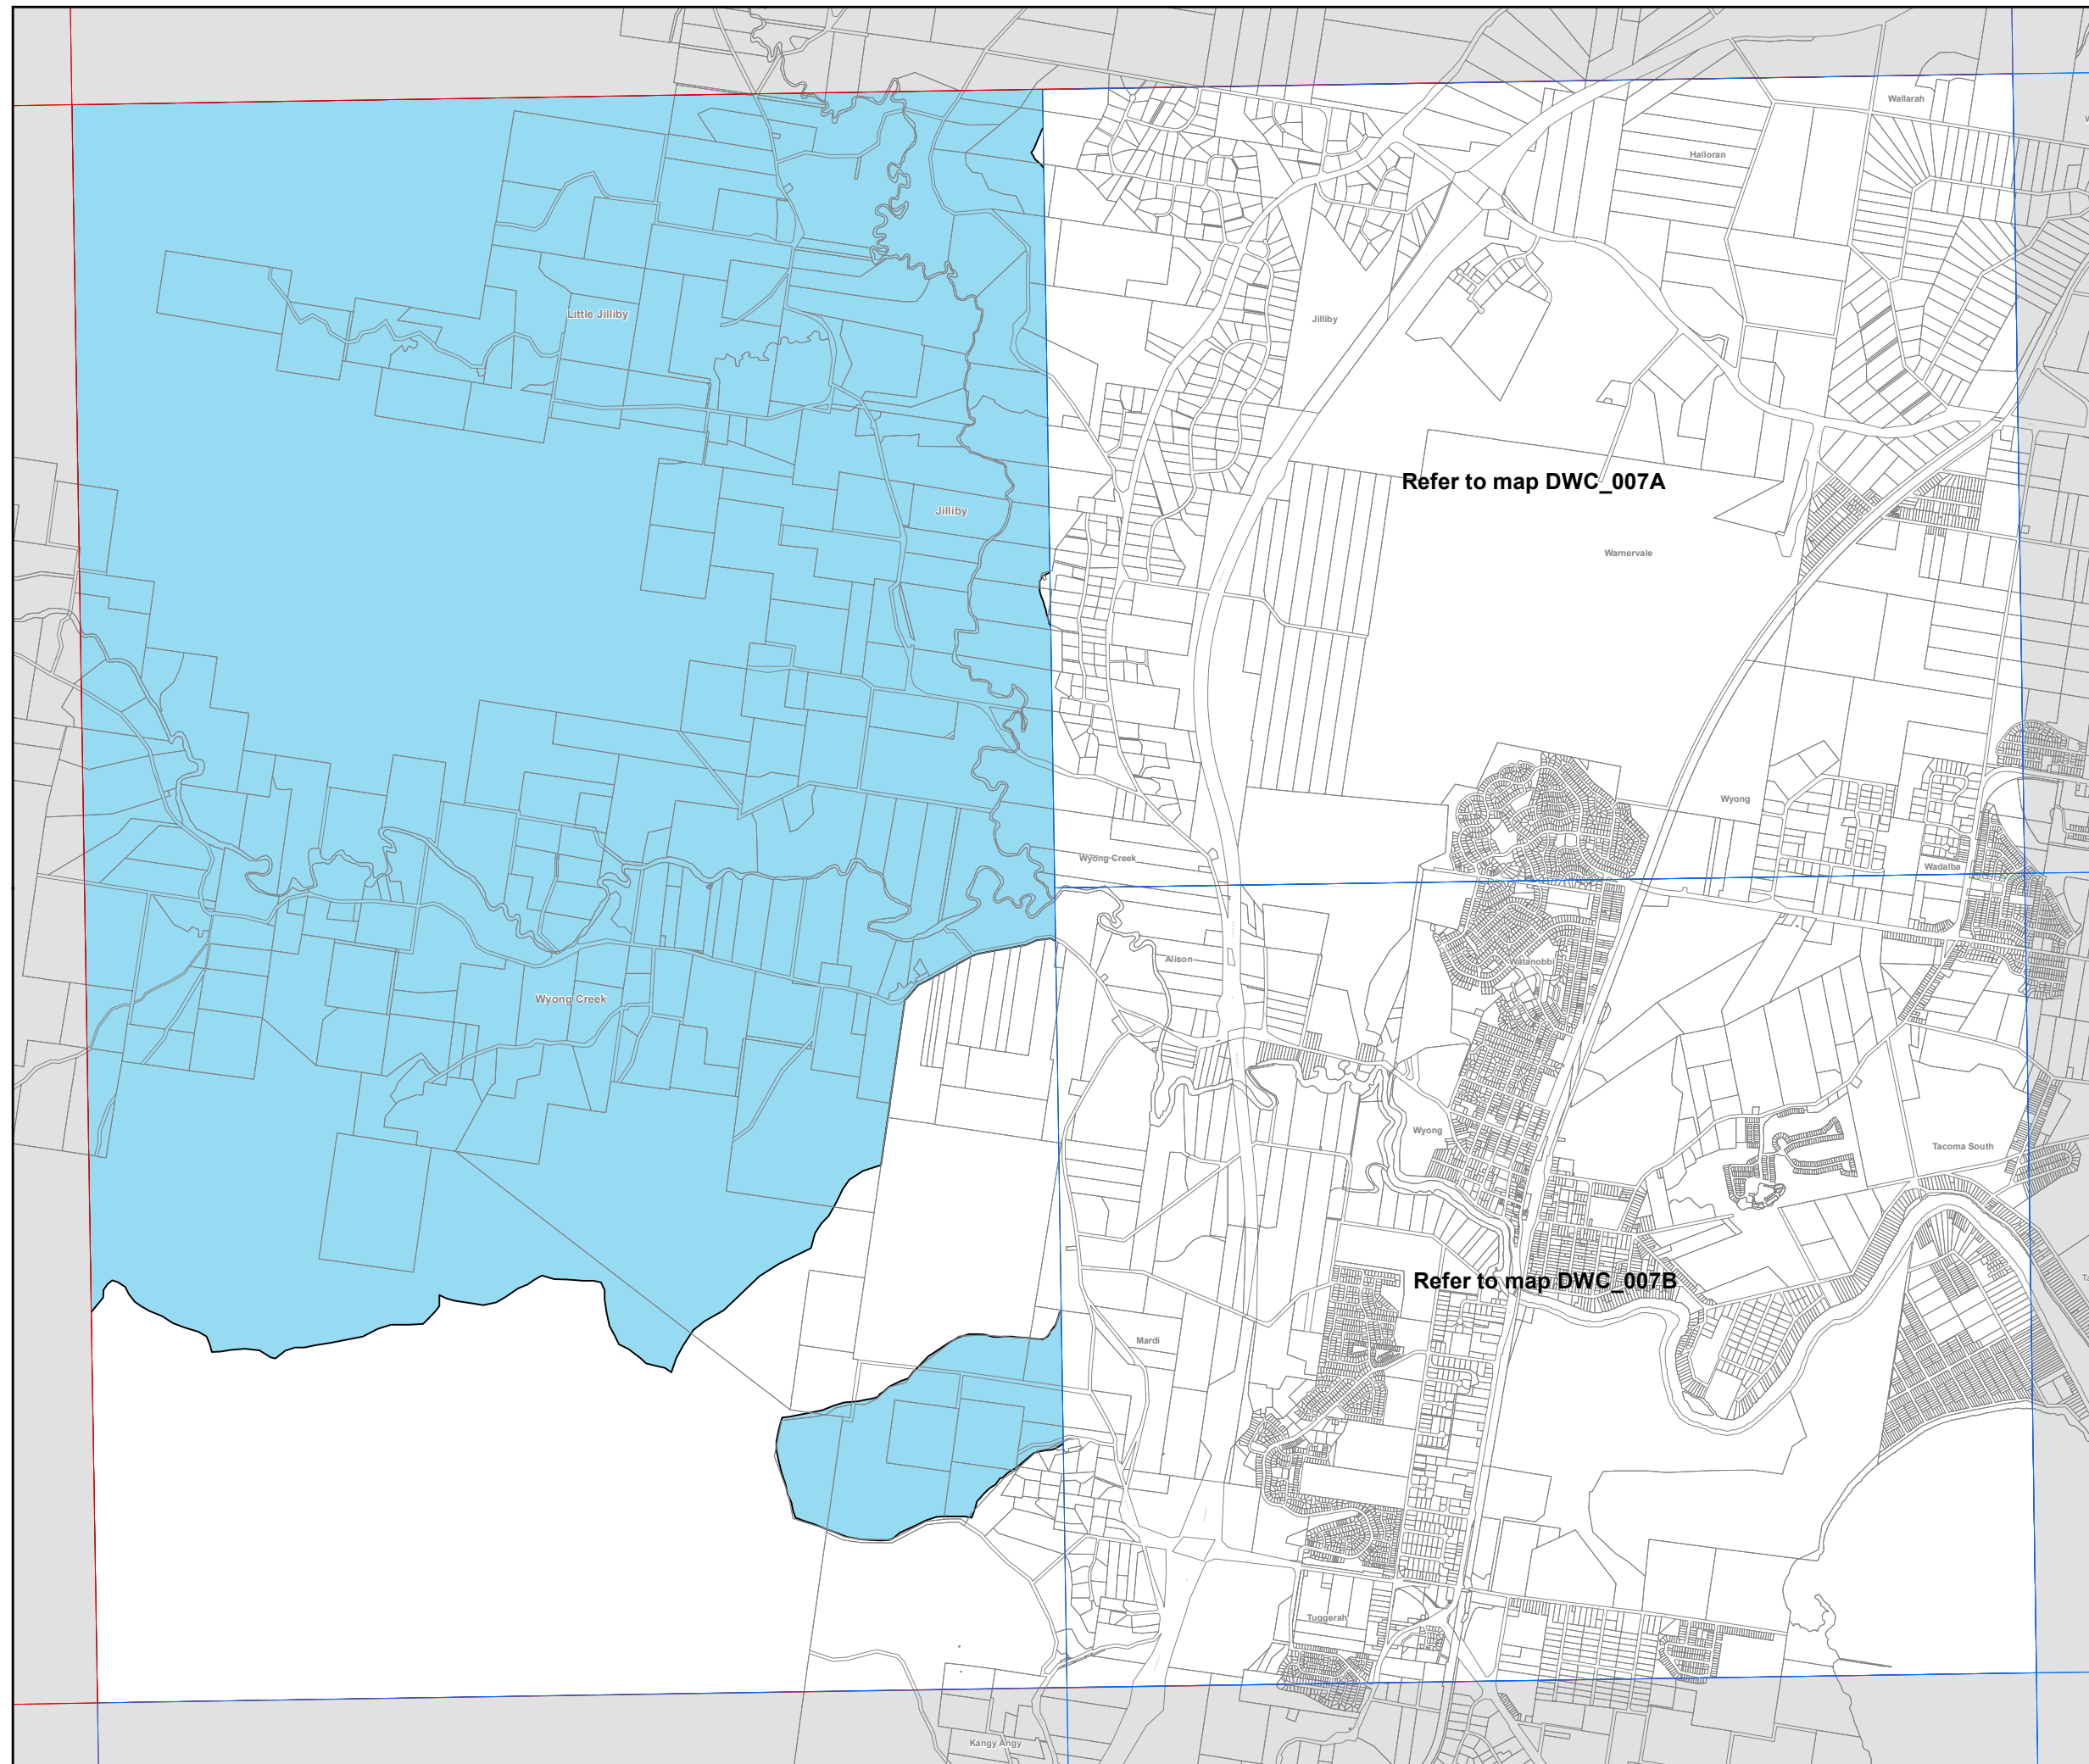 Wallarah
Halloran
Little Jilliby
Jilliby
Refer to map DWC_007A
Jilliby
Warnervale
Wyong
Wyong Creek
Wadalba
Alison
Watanobbi
Wyong Creek
Wyong
Tacoma South
Refer to map DWC_007B
Mardi
Tuggerah
Kangy Angy